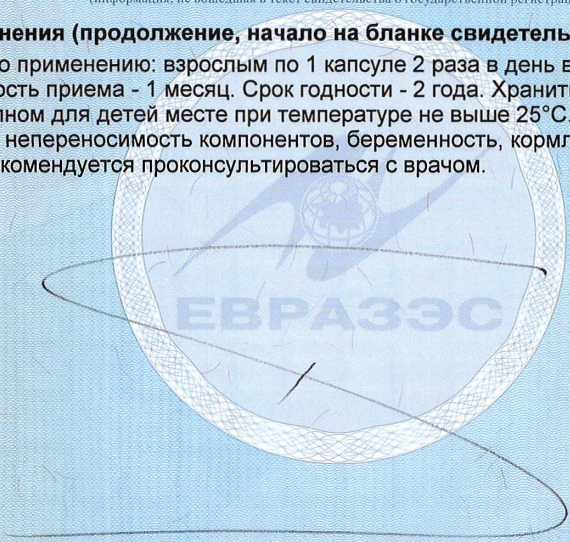 (информация, не вошедшая в текст свидетельства о государственной регистрац
нения (продолжение, начало на бланке свидетель
о применению: взрослым по 1 капсуле 2 раза в день в
ость приема - 1 месяц. Срок годности - 2 года. Хранит
пном для детей месте при температуре не выше 25°С.
непереносимость компонентов, беременность, кормл
комендуется проконсультироваться с врачом.
ЕВРАЗЭС